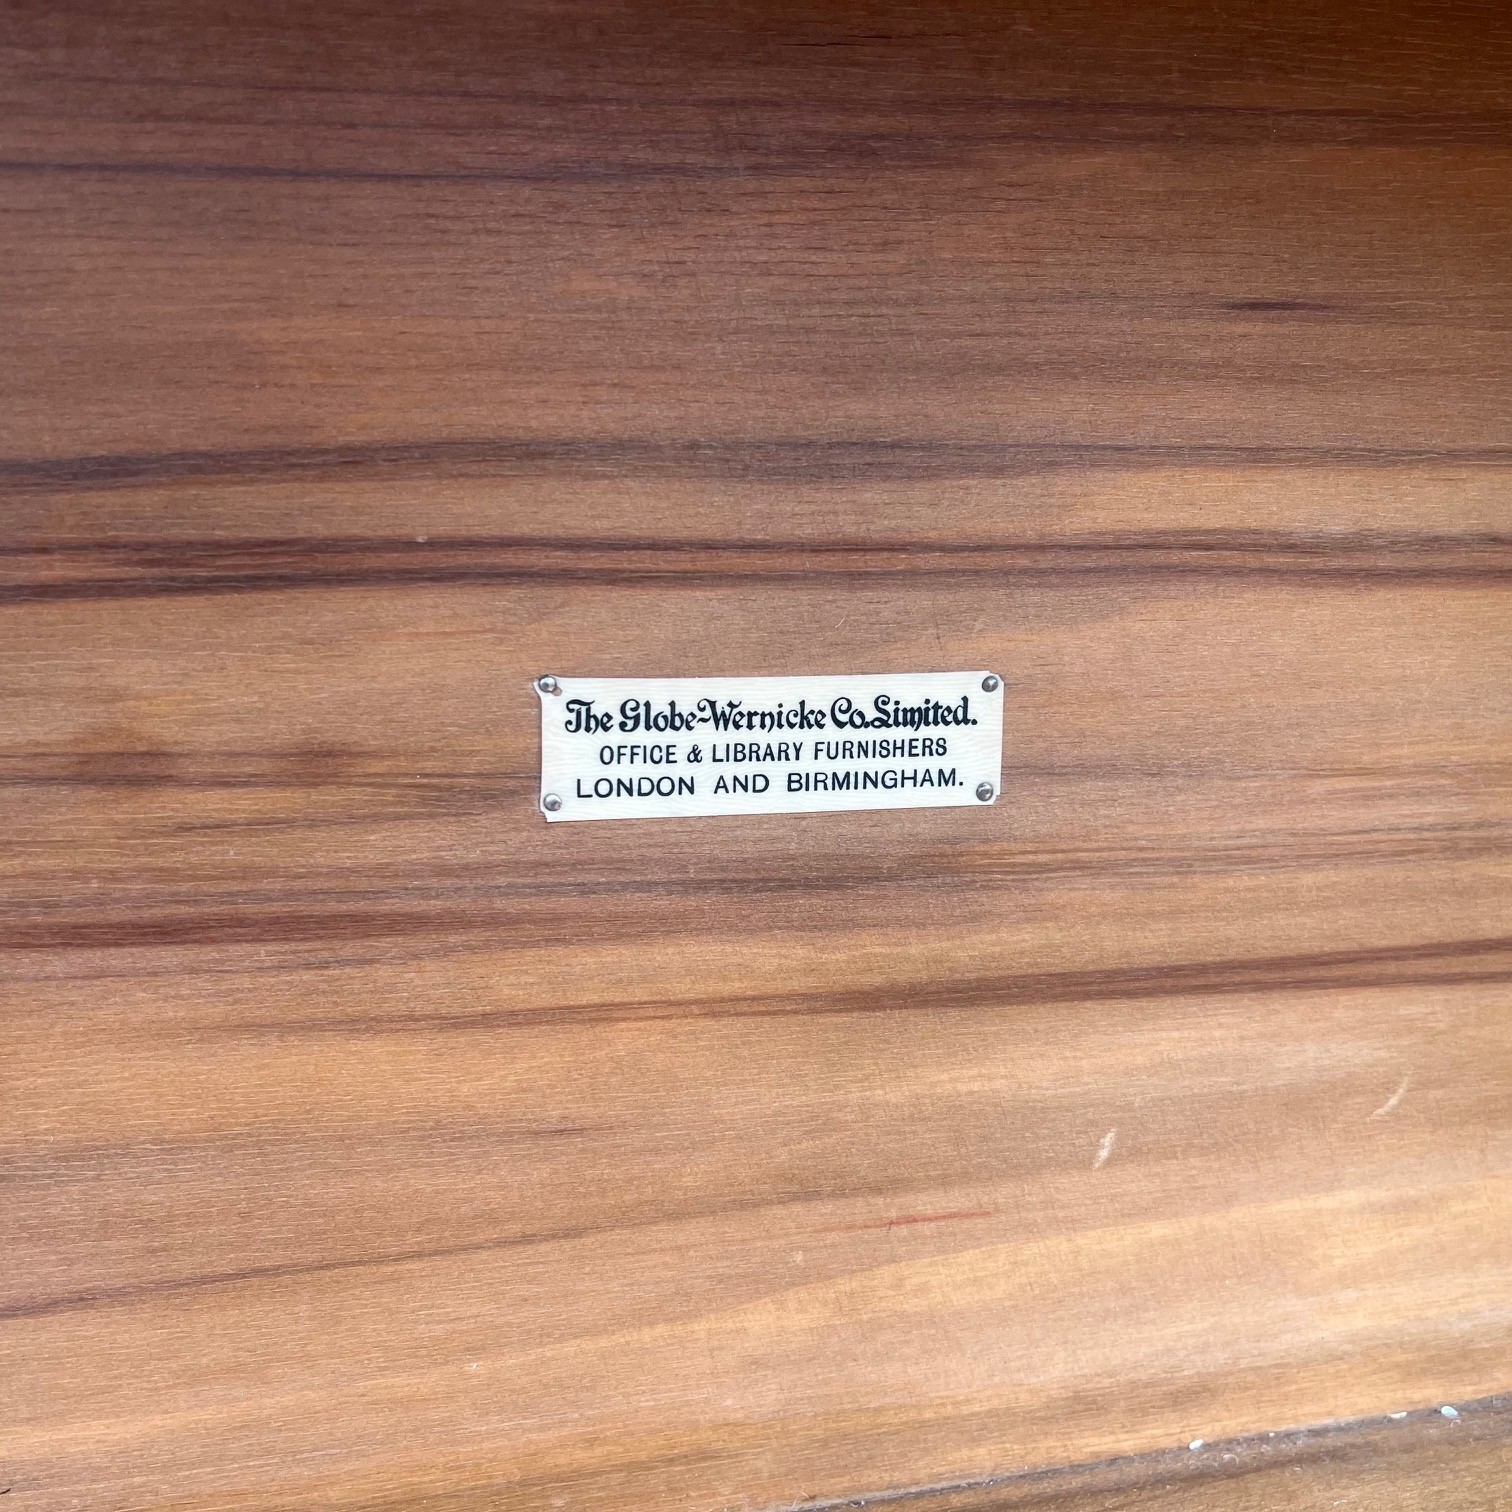 The Globe-Wernicke Co. Limited.
OFFICE & LIBRARY FURNISHERS
LONDON AND BIRMINGHAM.